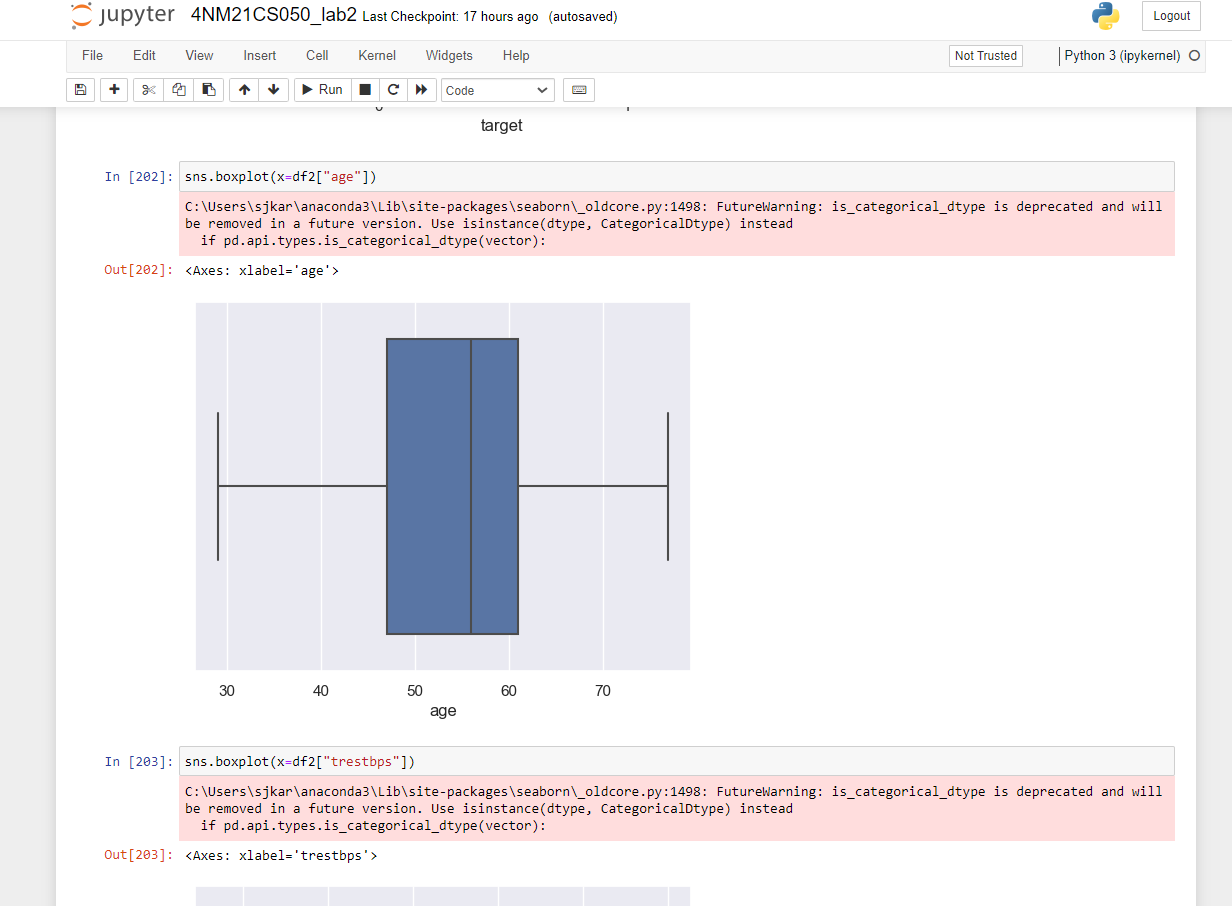 jupyter 4NM21CS050_lab2 Last Checkpoint: 17 hours ago (autosaved) Logout
File Edit View Insert Cell Kernel Widgets Help Not Trusted Python 3 (ipykernel)
Run Code
target
In [202]: sns.boxplot(x=df2["age"])
C:\Users\sjkar\anaconda3\Lib\site-packages\seaborn\_oldcore.py:1498: FutureWarning: is_categorical_dtype is deprecated and will
be removed in a future version. Use isinstance(dtype, CategoricalDtype) instead
  if pd.api.types.is_categorical_dtype(vector):
Out[202]: <Axes: xlabel='age'>
30 40 50 60 70
age
In [203]: sns.boxplot(x=df2["trestbps"])
C:\Users\sjkar\anaconda3\Lib\site-packages\seaborn\_oldcore.py:1498: FutureWarning: is_categorical_dtype is deprecated and will
be removed in a future version. Use isinstance(dtype, CategoricalDtype) instead
  if pd.api.types.is_categorical_dtype(vector):
Out[203]: <Axes: xlabel='trestbps'>